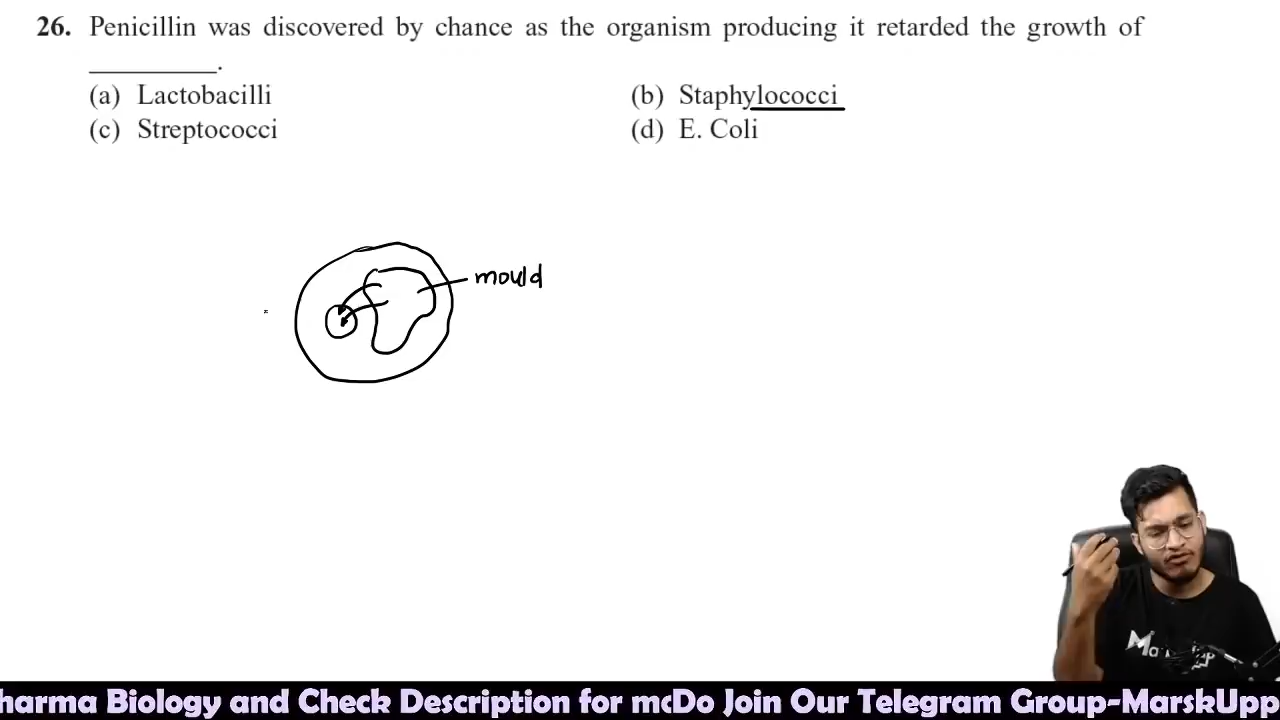 26. Penicillin was discovered by chance as the organism producing it retarded the growth of
__________.
(a) Lactobacilli (b) Staphylococci
(c) Streptococci (d) E. Coli
mould
harma Biology and Check Description for mcDo Join Our Telegram Group-MarskUpp